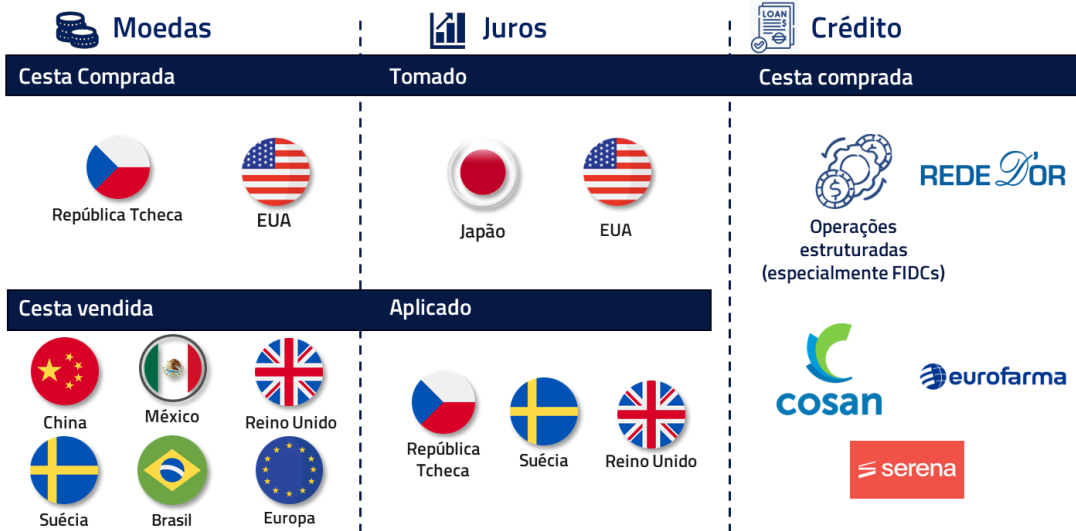 Moedas
Cesta Comprada
República Tcheca
EUA
Cesta vendida
China
México
Reino Unido
Suécia
Brasil
Europa
Juros
Tomado
Japão
EUA
Aplicado
República
Tcheca
Suécia
Reino Unido
LOAN
Crédito
Cesta comprada
Operações
estruturadas
(especialmente FIDCs)
REDE D'OR
cosan
eurofarma
serena